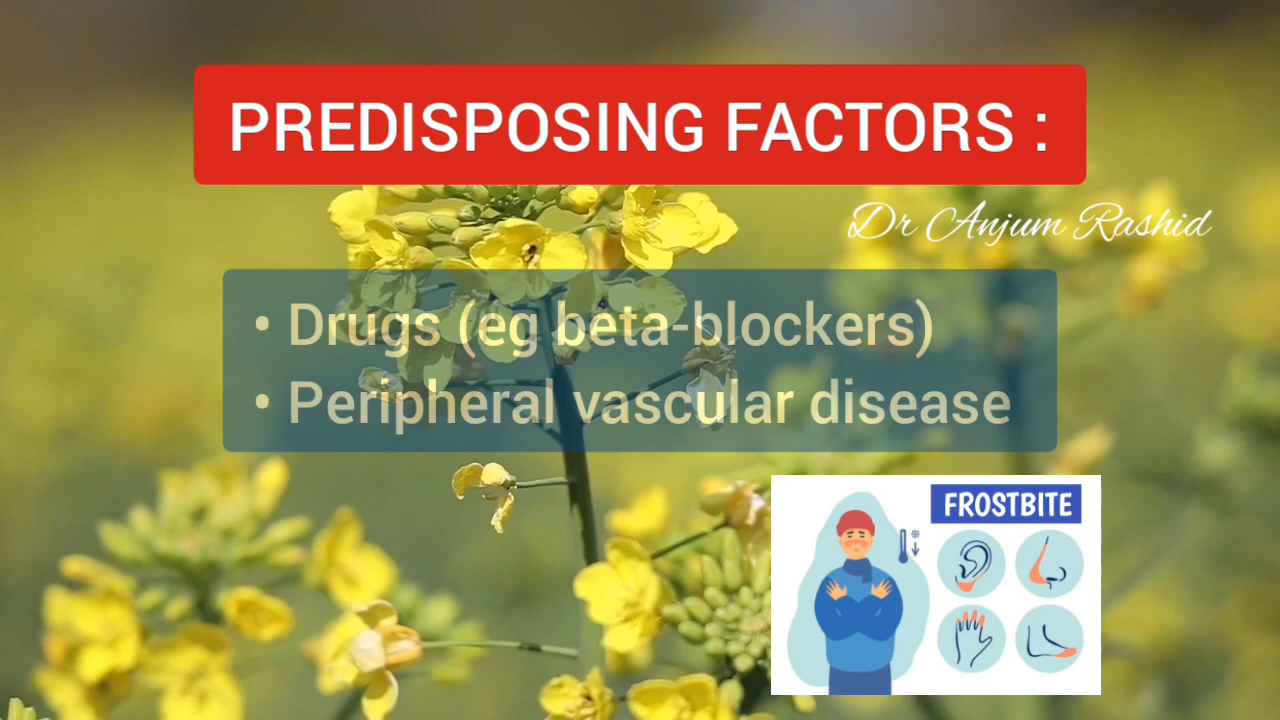 PREDISPOSING FACTORS :
Dr Anjum Rashid
• Drugs (eg beta-blockers)
• Peripheral vascular disease
FROSTBITE